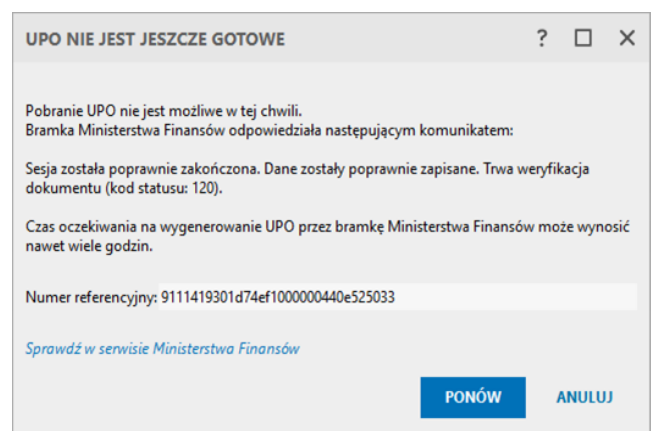 UPO NIE JEST JESZCZE GOTOWE
Pobranie UPO nie jest możliwe w tej chwili.
Bramka Ministerstwa Finansów odpowiedziała następującym komunikatem:
Sesja została poprawnie zakończona. Dane zostały poprawnie zapisane. Trwa weryfikacja
dokumentu (kod statusu: 120).
Czas oczekiwania na wygenerowanie UPO przez bramkę Ministerstwa Finansów może wynosić
nawet wiele godzin.
Numer referencyjny: 9111419301d74ef1000000440e525033
Sprawdź w serwisie Ministerstwa Finansów
PONÓW ANULUJ